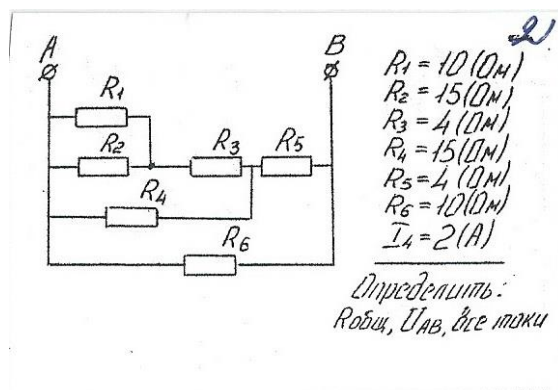 2
A
B
R1
R2
R3
R5
R4
R6
R1 = 10 (Ом)
R2 = 15 (Ом)
R3 = 4 (Ом)
R4 = 15 (Ом)
R5 = 4 (Ом)
R6 = 10 (Ом)
I4 = 2 (А)
Определить:
Rобщ, UАВ, все токи